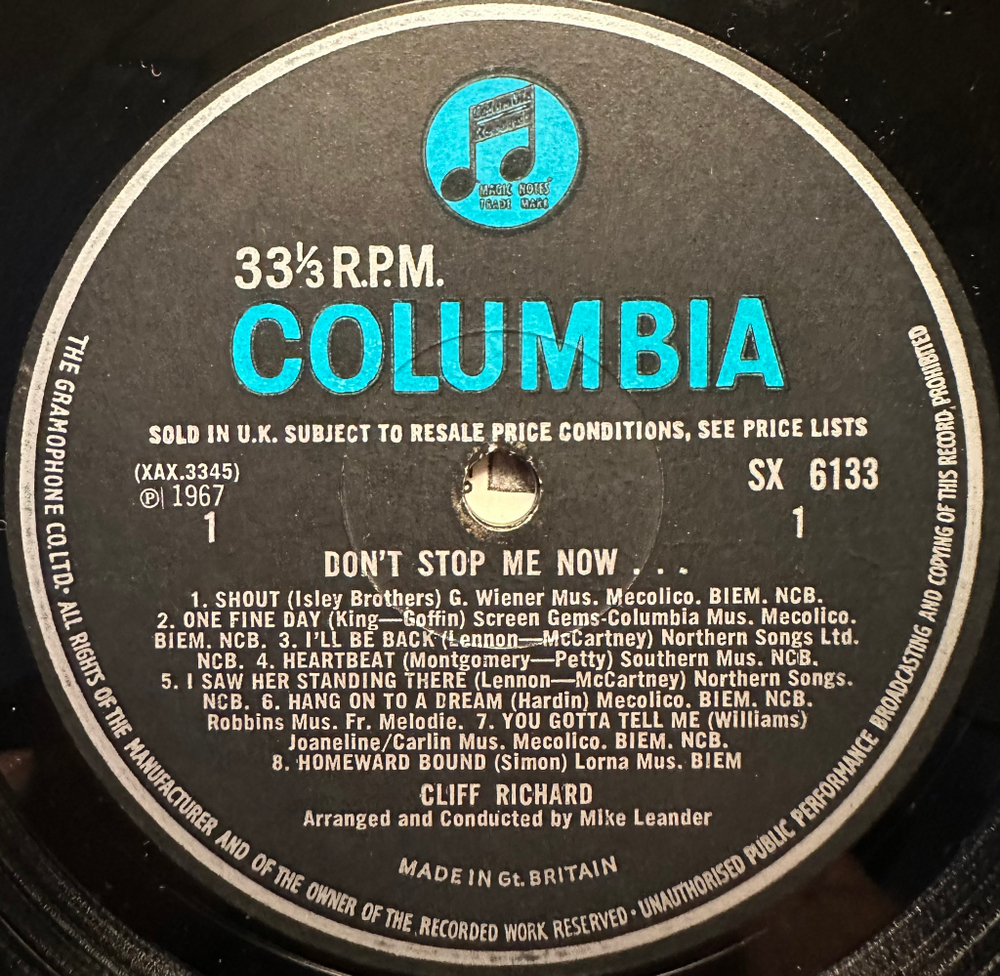 MAGIC NOTES
TRADE MARK
33⅓ R.P.M.
COLUMBIA
SOLD IN U.K. SUBJECT TO RESALE PRICE CONDITIONS, SEE PRICE LISTS
(XAX.3345)
Ⓟ 1967
1
SX 6133
1
DON'T STOP ME NOW . . .
1. SHOUT (Isley Brothers) G. Wiener Mus. Mecolico. BIEM. NCB.
2. ONE FINE DAY (King—Goffin) Screen Gems-Columbia Mus. Mecolico.
BIEM. NCB. 3. I'LL BE BACK (Lennon—McCartney) Northern Songs Ltd.
NCB. 4. HEARTBEAT (Montgomery—Petty) Southern Mus. NCB.
5. I SAW HER STANDING THERE (Lennon—McCartney) Northern Songs.
NCB. 6. HANG ON TO A DREAM (Hardin) Mecolico. BIEM. NCB.
Robbins Mus. Fr. Melodie. 7. YOU GOTTA TELL ME (Williams)
Joaneline/Carlin Mus. Mecolico. BIEM. NCB.
8. HOMEWARD BOUND (Simon) Lorna Mus. BIEM
CLIFF RICHARD
Arranged and Conducted by Mike Leander
MADE IN Gt. BRITAIN
THE GRAMOPHONE CO. LTD. · ALL RIGHTS OF THE MANUFACTURER AND OF THE OWNER OF THE RECORDED WORK RESERVED · UNAUTHORISED PUBLIC PERFORMANCE BROADCASTING AND COPYING OF THIS RECORD, PROHIBITED